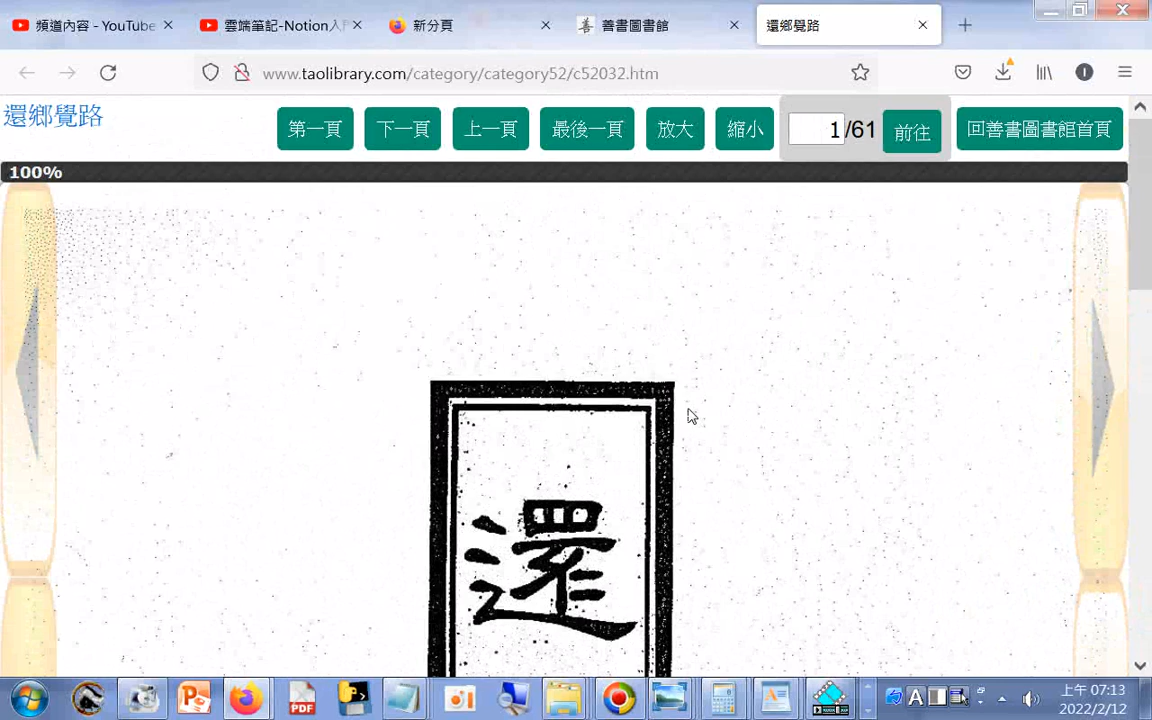 頻道內容 - YouTube
雲端筆記-Notion入
新分頁
善書圖書館
還鄉覺路
www.taolibrary.com/category/category52/c52032.htm
還鄉覺路
第一頁
下一頁
上一頁
最後一頁
放大
縮小
1/61
前往
回善書圖書館首頁
100%
還
上午 07:13
2022/2/12